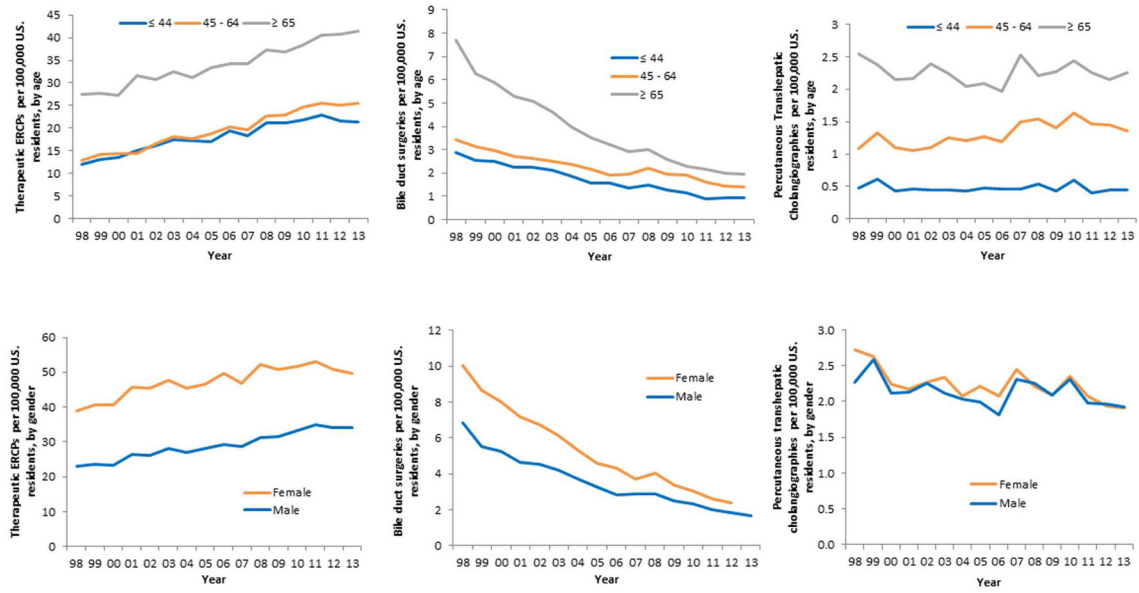 Therapeutic ERCPs per 100,000 U.S.
residents, by age
≤ 44 45 - 64 ≥ 65
45
40
35
30
25
20
15
10
5
0
98 99 00 01 02 03 04 05 06 07 08 09 10 11 12 13
Year
Bile duct surgeries per 100,000 U.S.
residents, by age
9
8
7
6
5
4
3
2
1
0
≤ 44
45 - 64
≥ 65
98 99 00 01 02 03 04 05 06 07 08 09 10 11 12 13
Year
Percutaneous Transhepatic
Cholangiographies per 1000,000 U.S.
residents, by age
≤ 44 45 - 64 ≥ 65
3
2.5
2
1.5
1
0.5
0
98 99 00 01 02 03 04 05 06 07 08 09 10 11 12 13
Year
Therapeutic ERCPs per 100,000 U.S.
residents, by gender
60
50
40
30
20
10
0
Female
Male
98 99 00 01 02 03 04 05 06 07 08 09 10 11 12 13
Year
Bile duct surgeries per 100,000 U.S.
residents, by gender
12
10
8
6
4
2
0
Female
Male
98 99 00 01 02 03 04 05 06 07 08 09 10 11 12 13
Year
Percutaneous transhepatic
cholangiographies per 100,000 U.S.
residents, by gender
3.0
2.5
2.0
1.5
1.0
0.5
0.0
Female
Male
98 99 00 01 02 03 04 05 06 07 08 09 10 11 12 13
Year